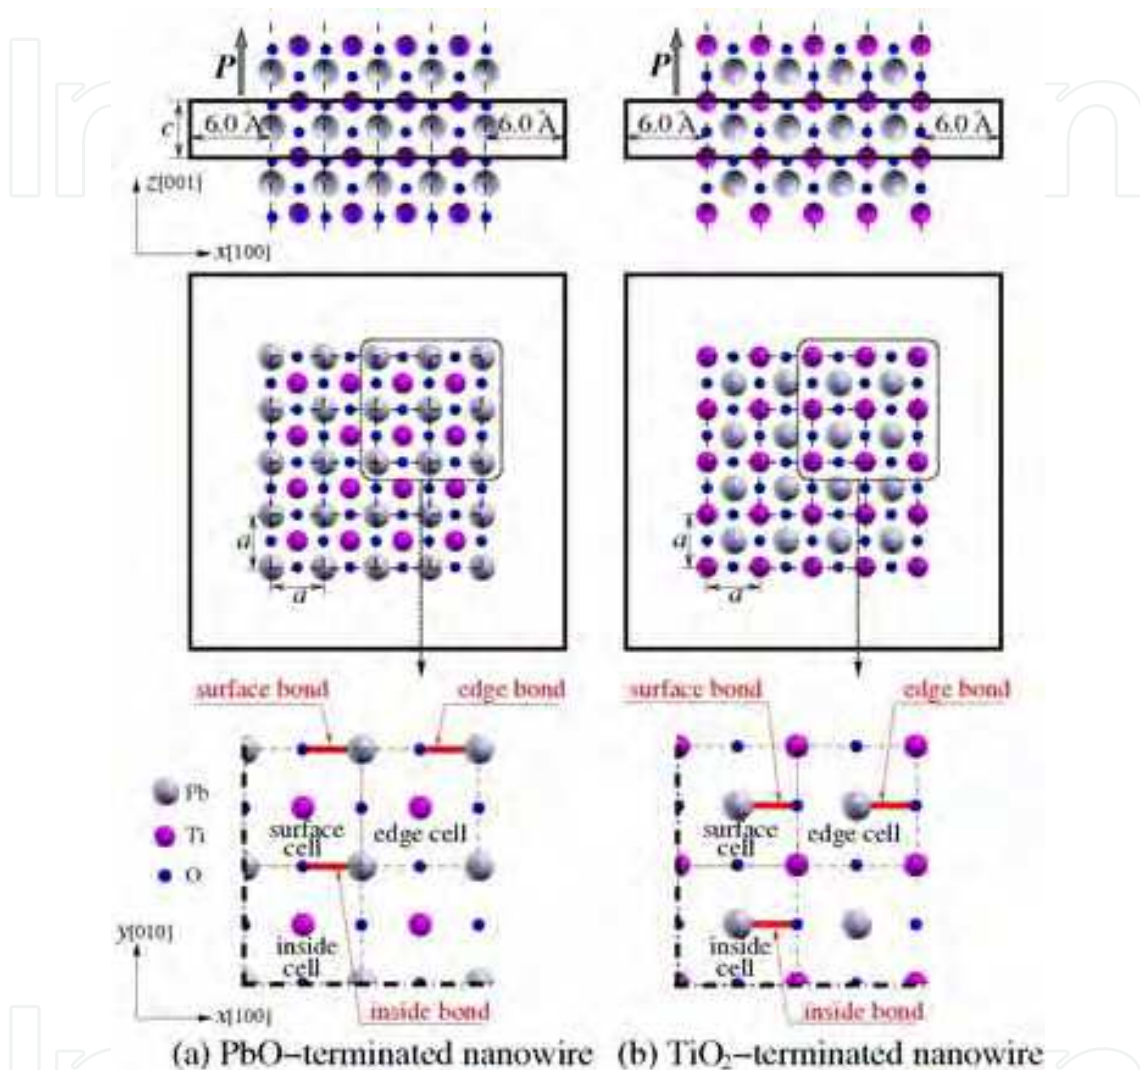 P
P
6.0 Å
6.0 Å
6.0 Å
6.0 Å
c
z[001]
x[100]
a
a
a
a
surface bond
edge bond
surface bond
edge bond
Pb
Ti
O
surface cell
edge cell
surface cell
edge cell
inside cell
inside cell
y[010]
x[100]
inside bond
inside bond
(a) PbO−terminated nanowire
(b) TiO₂−terminated nanowire